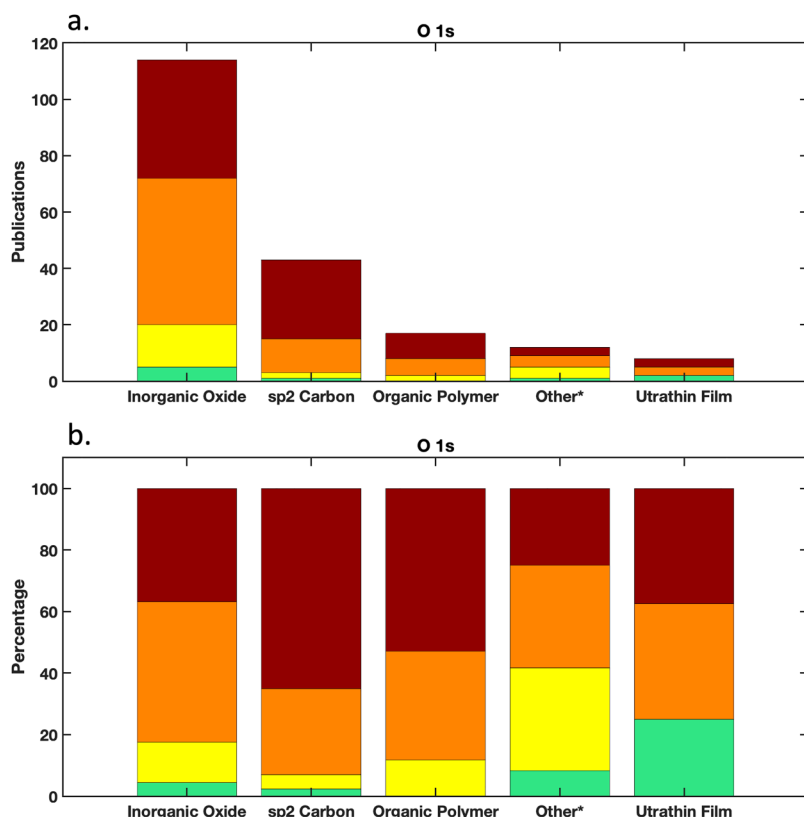 a.
O 1s
120
100
80
60
40
20
0
Publications
Inorganic Oxide sp2 Carbon Organic Polymer Other* Utrathin Film
b.
O 1s
100
80
60
40
20
0
Percentage
Inorganic Oxide sp2 Carbon Organic Polymer Other* Utrathin Film